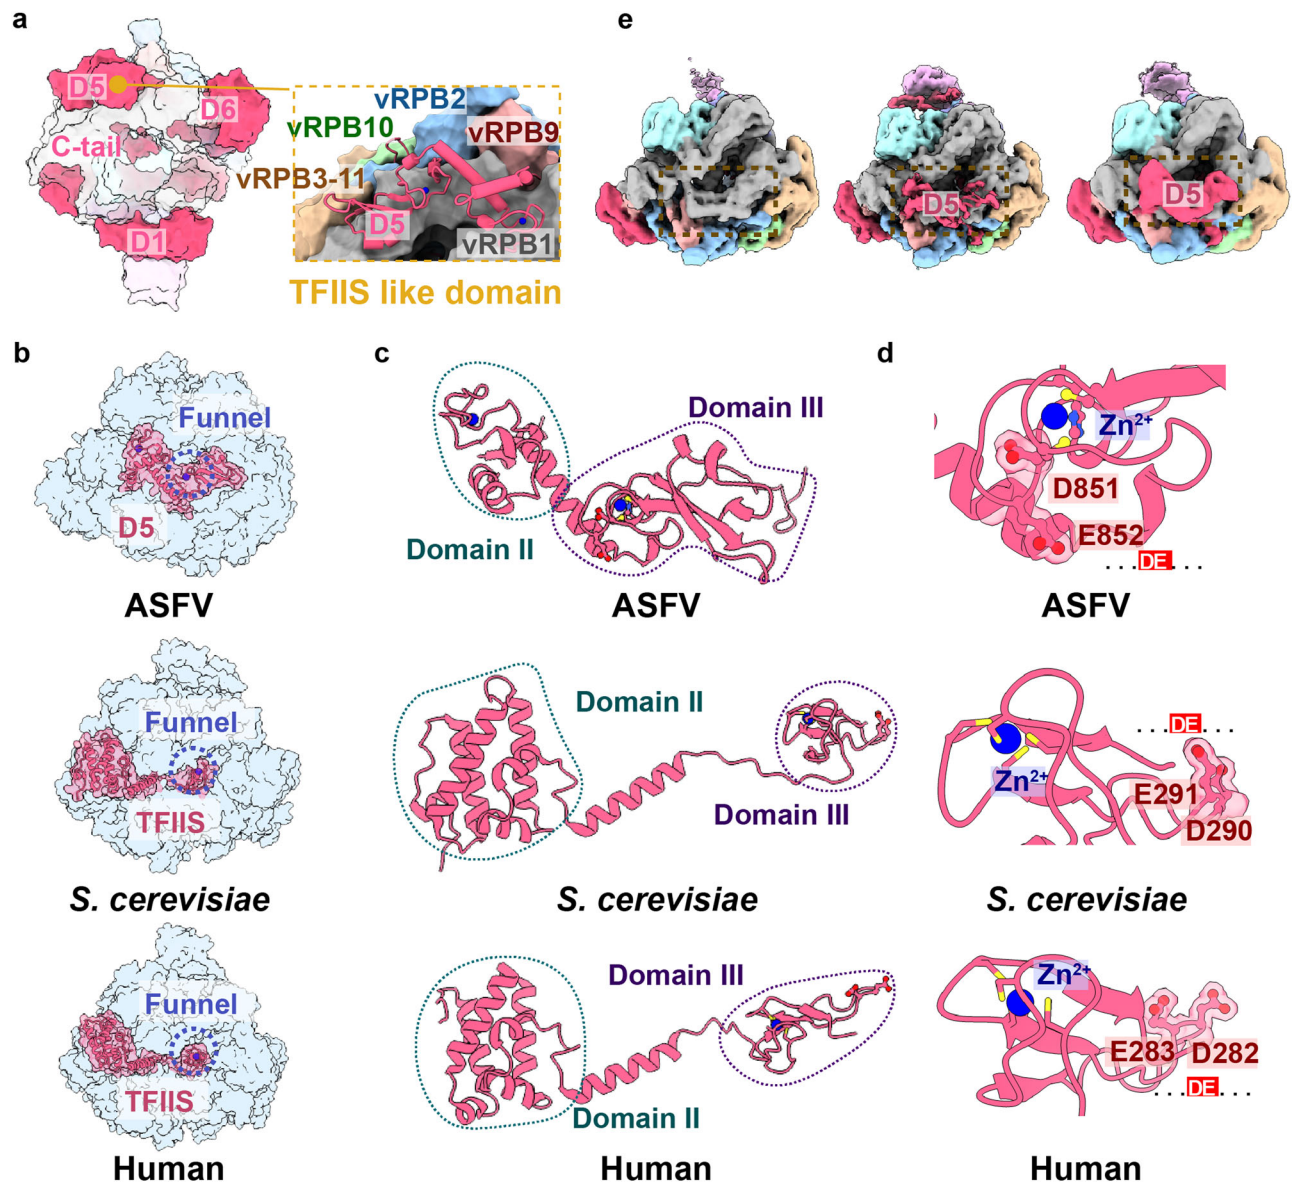 a
D5
D6
C-tail
D1
vRPB2
vRPB10
vRPB9
vRPB3-11
D5
vRPB1
TFIIS like domain
e
D5
D5
b
Funnel
D5
ASFV
Funnel
TFIIS
S. cerevisiae
Funnel
TFIIS
Human
c
Domain III
Domain II
ASFV
Domain II
Domain III
S. cerevisiae
Domain III
Domain II
Human
d
Zn²⁺
D851
E852
...DE...
ASFV
...DE...
Zn²⁺
E291
D290
S. cerevisiae
Zn²⁺
E283 D282
...DE...
Human